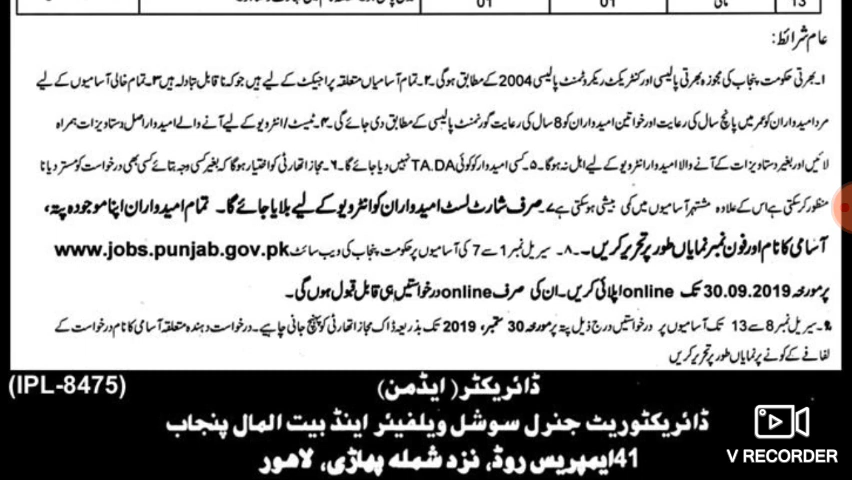 13 مالی 01 01
عام شرائط:
۱۔ بھرتی حکومت پنجاب کی مجوزہ بھرتی پالیسی اور کنٹریکٹ ریکروٹمنٹ پالیسی 2004 کے مطابق ہوگی ۲۔ تمام آسامیاں متعلقہ پراجیکٹ کے لیے ہیں جو کہ نا قابل تبادلہ ہیں ۳۔ تمام خالی آسامیوں کے لیے
مرد امیدواران کو عمر میں پانچ سال کی رعایت اور خواتین امیدواران کو 8 سال کی رعایت گورنمنٹ پالیسی کے مطابق دی جائے گی ۴۔ ٹیسٹ/انٹرویو کے لیے آنے والے امیدوار اصل دستاویزات ہمراہ
لائیں اور بغیر دستاویزات کے آنے والا امیدوار انٹرویو کے لیے اہل نہ ہوگا۔ ۵۔ کسی امیدوار کو کوئی TA.DA نہیں دیا جائے گا۔ ۶۔ مجاز اتھارٹی کو اختیار ہوگا کہ بغیر کسی وجہ بتائے کسی بھی درخواست کو مسترد یا نا
منظور کرسکتی ہے اس کے علاوہ مشتہر آسامیوں میں کمی بیشی ہوسکتی ہے ۷۔ صرف شارٹ لسٹ امیدواران کو انٹرویو کے لیے بلایا جائے گا۔ تمام امیدواران اپنا موجودہ پتہ،
آسامی کا نام اور فون نمبر نمایاں طور پر تحریر کریں۔ ۸۔ سیریل نمبر 1 سے 7 کی آسامیوں پر حکومت پنجاب کی ویب سائٹ www.jobs.punjab.gov.pk
پر مورخہ 30.09.2019 تک online اپلائی کریں۔ ان کی صرف online درخواستیں ہی قابل قبول ہوں گی۔
۹۔ سیریل نمبر 8 سے 13 تک آسامیوں پر درخواستیں درج ذیل پتہ پر مورخہ 30 ستمبر، 2019 تک بذریعہ ڈاک مجاز اتھارٹی کو پہنچ جانی چاہیے۔ درخواست دہندہ متعلقہ آسامی کا نام درخواست کے
لفافے کے کونے پر نمایاں طور پر تحریر کریں
(IPL-8475) ڈائریکٹر (ایڈمن)
ڈائریکٹوریٹ جنرل سوشل ویلفیئر اینڈ بیت المال پنجاب
41 ایمپریس روڈ، نزد شملہ پہاڑی، لاہور
V RECORDER